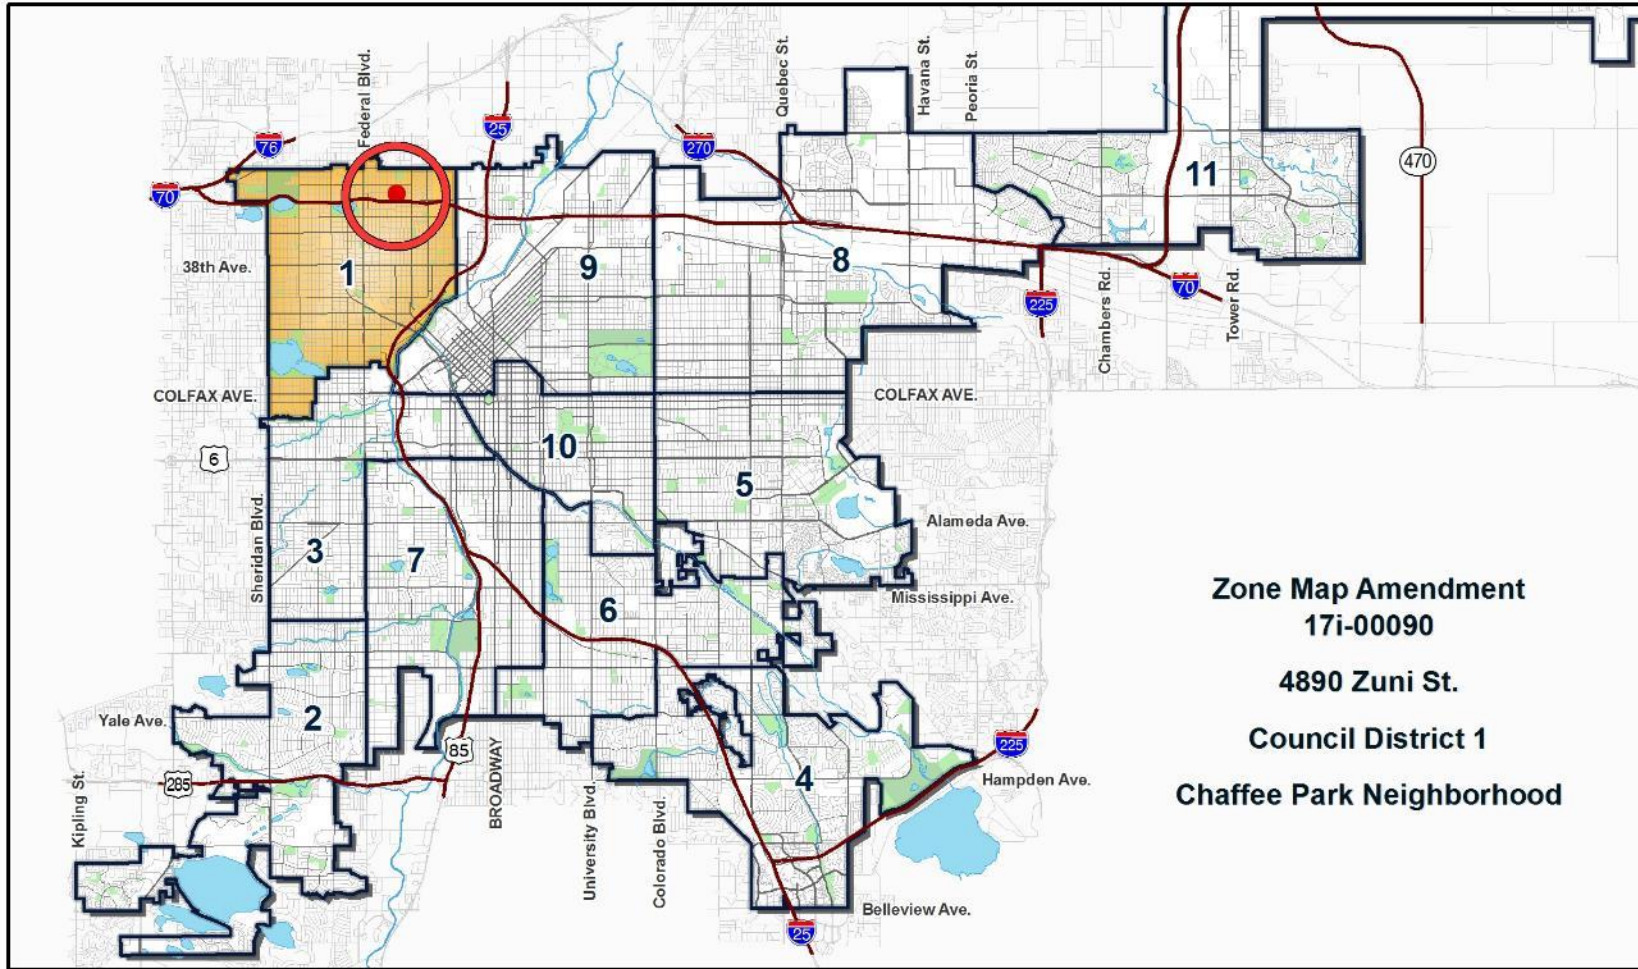 Federal Blvd.
Quebec St.
Havana St.
Peoria St.
76
25
270
70
470
11
38th Ave.
1
9
8
70
225
Chambers Rd.
Tower Rd.
COLFAX AVE.
COLFAX AVE.
6
10
5
Sheridan Blvd.
3
7
Alameda Ave.
6
Mississippi Ave.
Zone Map Amendment
17i-00090
4890 Zuni St.
Council District 1
Chaffee Park Neighborhood
Yale Ave.
2
85
225
285
BROADWAY
4
Hampden Ave.
Kipling St.
University Blvd.
Colorado Blvd.
Belleview Ave.
25